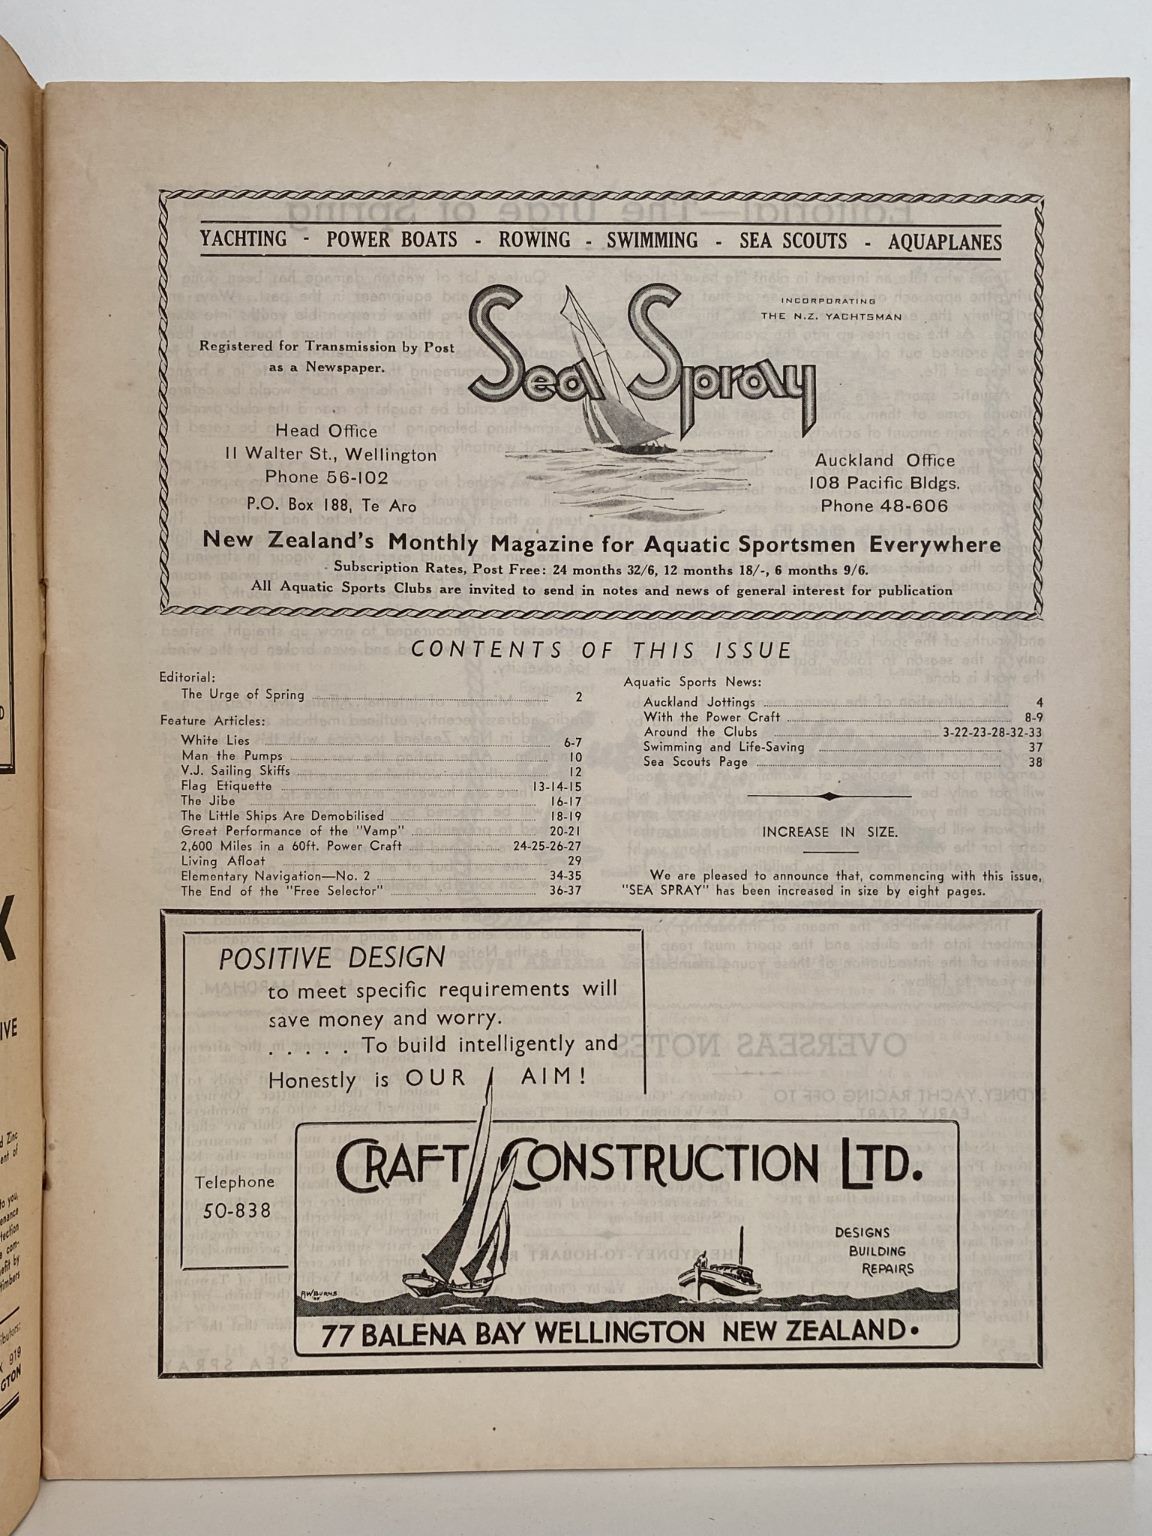 YACHTING - POWER BOATS - ROWING - SWIMMING - SEA SCOUTS - AQUAPLANES
Sea Spray
INCORPORATING
THE N.Z. YACHTSMAN
Registered for Transmission by Post
as a Newspaper.
Head Office
11 Walter St., Wellington
Phone 56-102
P.O. Box 188, Te Aro
Auckland Office
108 Pacific Bldgs.
Phone 48-606
New Zealand's Monthly Magazine for Aquatic Sportsmen Everywhere
Subscription Rates, Post Free: 24 months 32/6, 12 months 18/-, 6 months 9/6.
All Aquatic Sports Clubs are invited to send in notes and news of general interest for publication
CONTENTS OF THIS ISSUE
Editorial:
The Urge of Spring 2
Feature Articles:
White Lies 6-7
Man the Pumps 10
V.J. Sailing Skiffs 12
Flag Etiquette 13-14-15
The Jibe 16-17
The Little Ships Are Demobilised 18-19
Great Performance of the "Vamp" 20-21
2,600 Miles in a 60ft. Power Craft 24-25-26-27
Living Afloat 29
Elementary Navigation—No. 2 34-35
The End of the "Free Selector" 36-37
Aquatic Sports News:
Auckland Jottings 4
With the Power Craft 8-9
Around the Clubs 3-22-23-28-32-33
Swimming and Life-Saving 37
Sea Scouts Page 38
INCREASE IN SIZE.
We are pleased to announce that, commencing with this issue,
"SEA SPRAY" has been increased in size by eight pages.
POSITIVE DESIGN
to meet specific requirements will
save money and worry.
. . . . . To build intelligently and
Honestly is OUR AIM!
Telephone
50-838
CRAFT CONSTRUCTION LTD.
DESIGNS
BUILDING
REPAIRS
77 BALENA BAY WELLINGTON NEW ZEALAND.